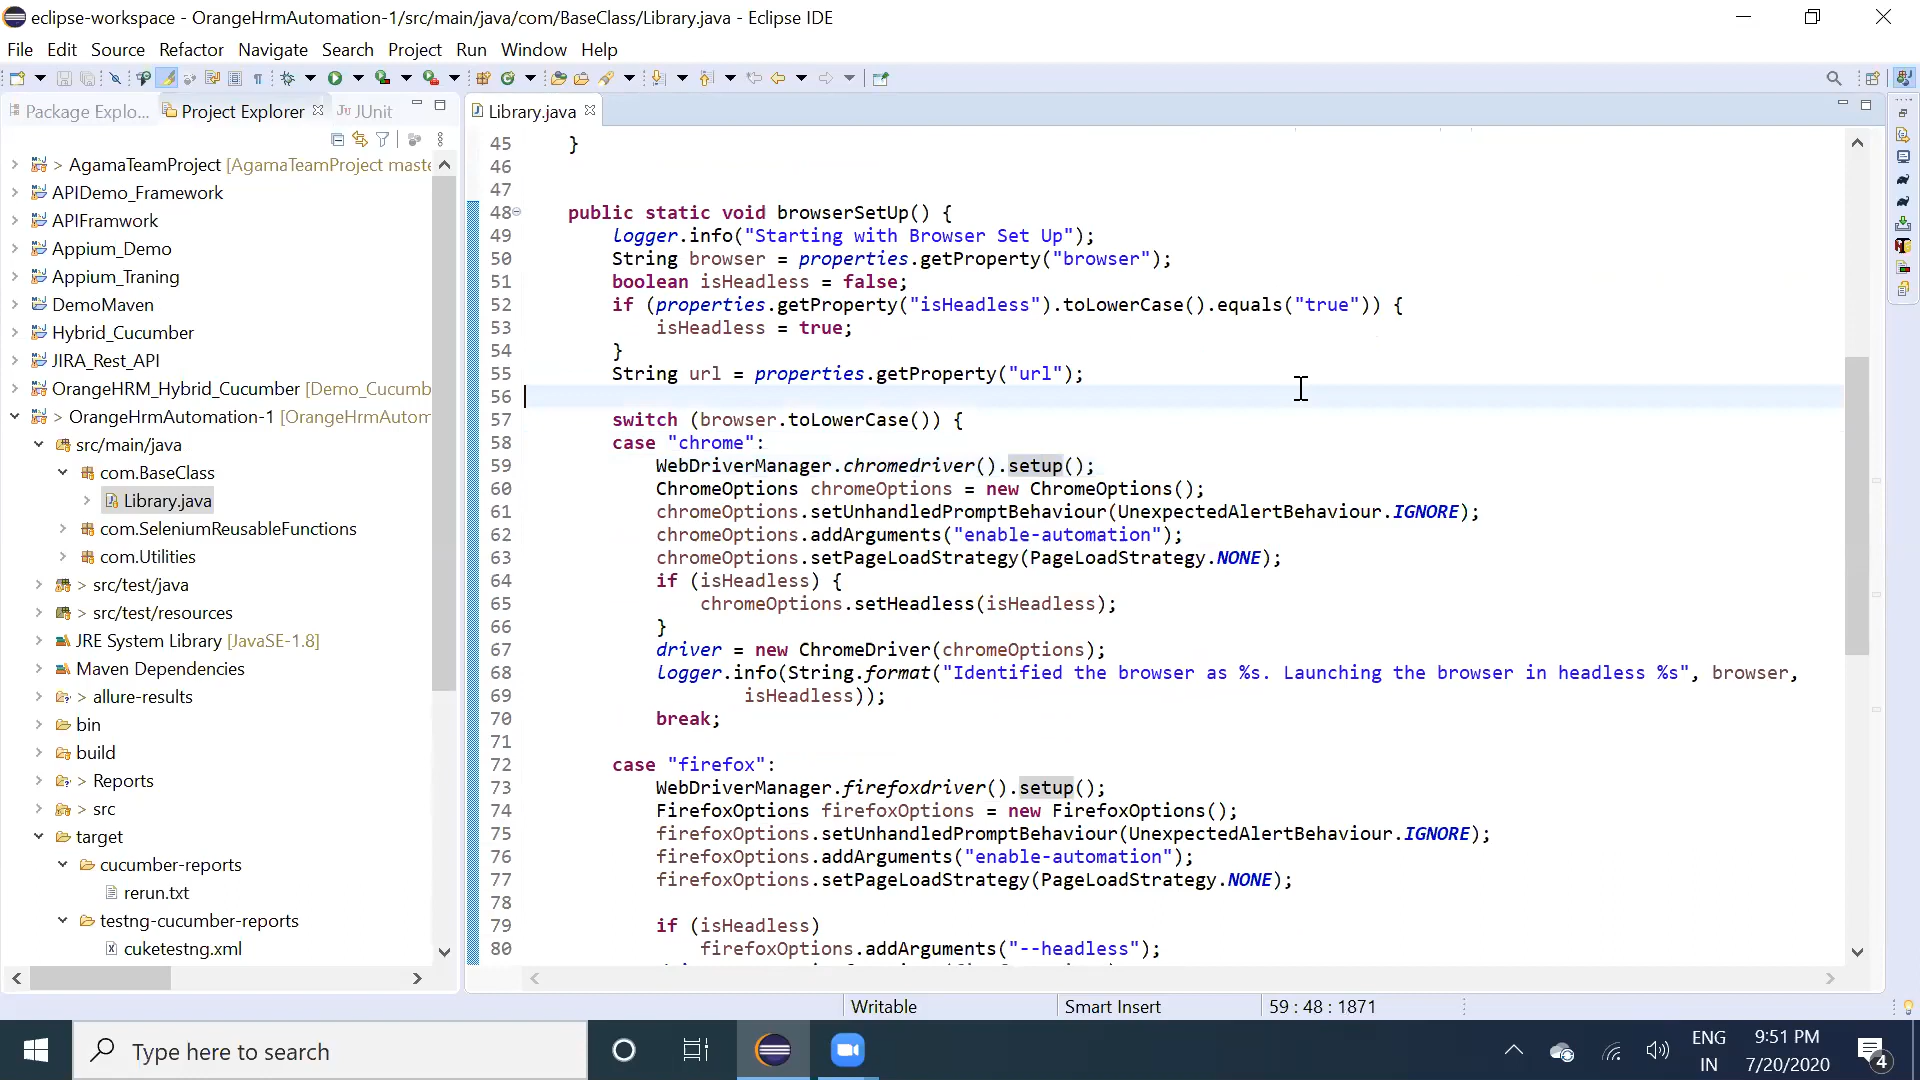 eclipse-workspace - OrangeHrmAutomation-1/src/main/java/com/BaseClass/Library.java - Eclipse IDE
File Edit Source Refactor Navigate Search Project Run Window Help
Package Explo... Project Explorer JUnit Library.java
AgamaTeamProject [AgamaTeamProject maste
APIDemo_Framework
APIFramwork
Appium_Demo
Appium_Traning
DemoMaven
Hybrid_Cucumber
JIRA_Rest_API
OrangeHRM_Hybrid_Cucumber [Demo_Cucumb
> OrangeHrmAutomation-1 [OrangeHrmAutom
src/main/java
com.BaseClass
Library.java
com.SeleniumReusableFunctions
com.Utilities
> src/test/java
> src/test/resources
JRE System Library [JavaSE-1.8]
Maven Dependencies
> allure-results
bin
build
> Reports
> src
target
cucumber-reports
rerun.txt
testng-cucumber-reports
cuketestng.xml
45 }
46
47
48 public static void browserSetUp() {
49 logger.info("Starting with Browser Set Up");
50 String browser = properties.getProperty("browser");
51 boolean isHeadless = false;
52 if (properties.getProperty("isHeadless").toLowerCase().equals("true")) {
53 isHeadless = true;
54 }
55 String url = properties.getProperty("url");
56
57 switch (browser.toLowerCase()) {
58 case "chrome":
59 WebDriverManager.chromedriver().setup();
60 ChromeOptions chromeOptions = new ChromeOptions();
61 chromeOptions.setUnhandledPromptBehaviour(UnexpectedAlertBehaviour.IGNORE);
62 chromeOptions.addArguments("enable-automation");
63 chromeOptions.setPageLoadStrategy(PageLoadStrategy.NONE);
64 if (isHeadless) {
65 chromeOptions.setHeadless(isHeadless);
66 }
67 driver = new ChromeDriver(chromeOptions);
68 logger.info(String.format("Identified the browser as %s. Launching the browser in headless %s", browser,
69 isHeadless));
70 break;
71
72 case "firefox":
73 WebDriverManager.firefoxdriver().setup();
74 FirefoxOptions firefoxOptions = new FirefoxOptions();
75 firefoxOptions.setUnhandledPromptBehaviour(UnexpectedAlertBehaviour.IGNORE);
76 firefoxOptions.addArguments("enable-automation");
77 firefoxOptions.setPageLoadStrategy(PageLoadStrategy.NONE);
78
79 if (isHeadless)
80 firefoxOptions.addArguments("--headless");
Writable Smart Insert 59 : 48 : 1871
Type here to search
ENG
IN
9:51 PM
7/20/2020
4